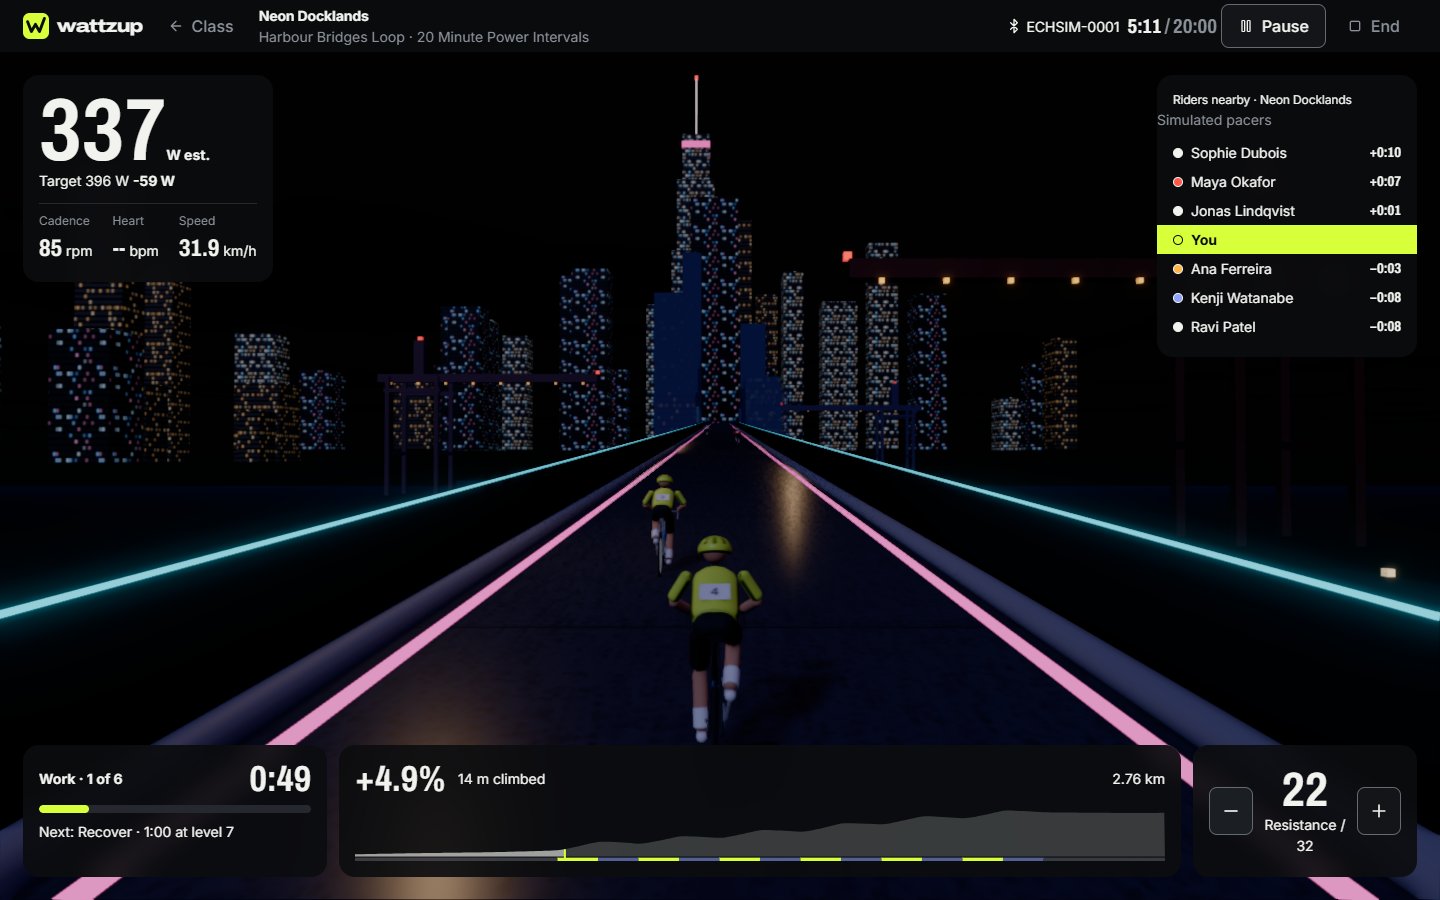 wattzup
Class
Neon Docklands
Harbour Bridges Loop · 20 Minute Power Intervals
ECHSIM-0001 5:11 / 20:00
Pause
End
337 W est.
Target 396 W -59 W
Cadence Heart Speed
85 rpm -- bpm 31.9 km/h
Riders nearby · Neon Docklands
Simulated pacers
Sophie Dubois +0:10
Maya Okafor +0:07
Jonas Lindqvist +0:01
You
Ana Ferreira −0:03
Kenji Watanabe −0:08
Ravi Patel −0:08
4
Work · 1 of 6 0:49
Next: Recover · 1:00 at level 7
+4.9% 14 m climbed 2.76 km
− 22 +
Resistance /
32